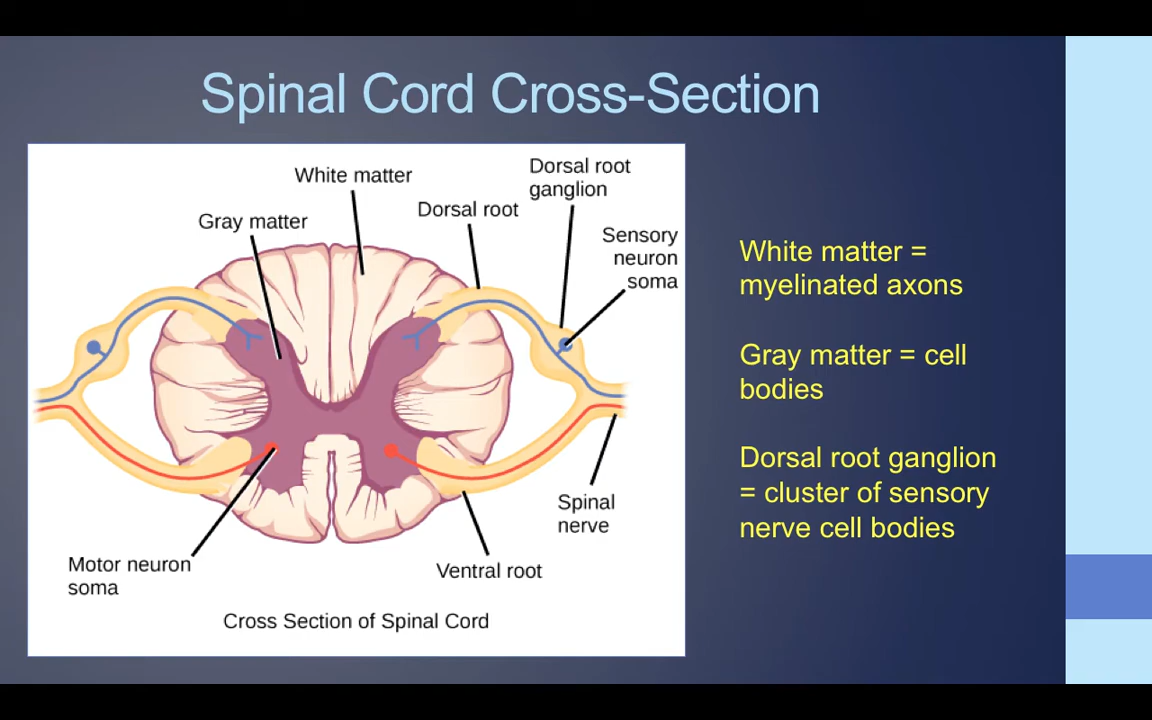 Spinal Cord Cross-Section
White matter
Dorsal root
ganglion
Dorsal root
Gray matter
Sensory
neuron
soma
Spinal
nerve
Motor neuron
soma
Ventral root
Cross Section of Spinal Cord
White matter =
myelinated axons
Gray matter = cell
bodies
Dorsal root ganglion
= cluster of sensory
nerve cell bodies